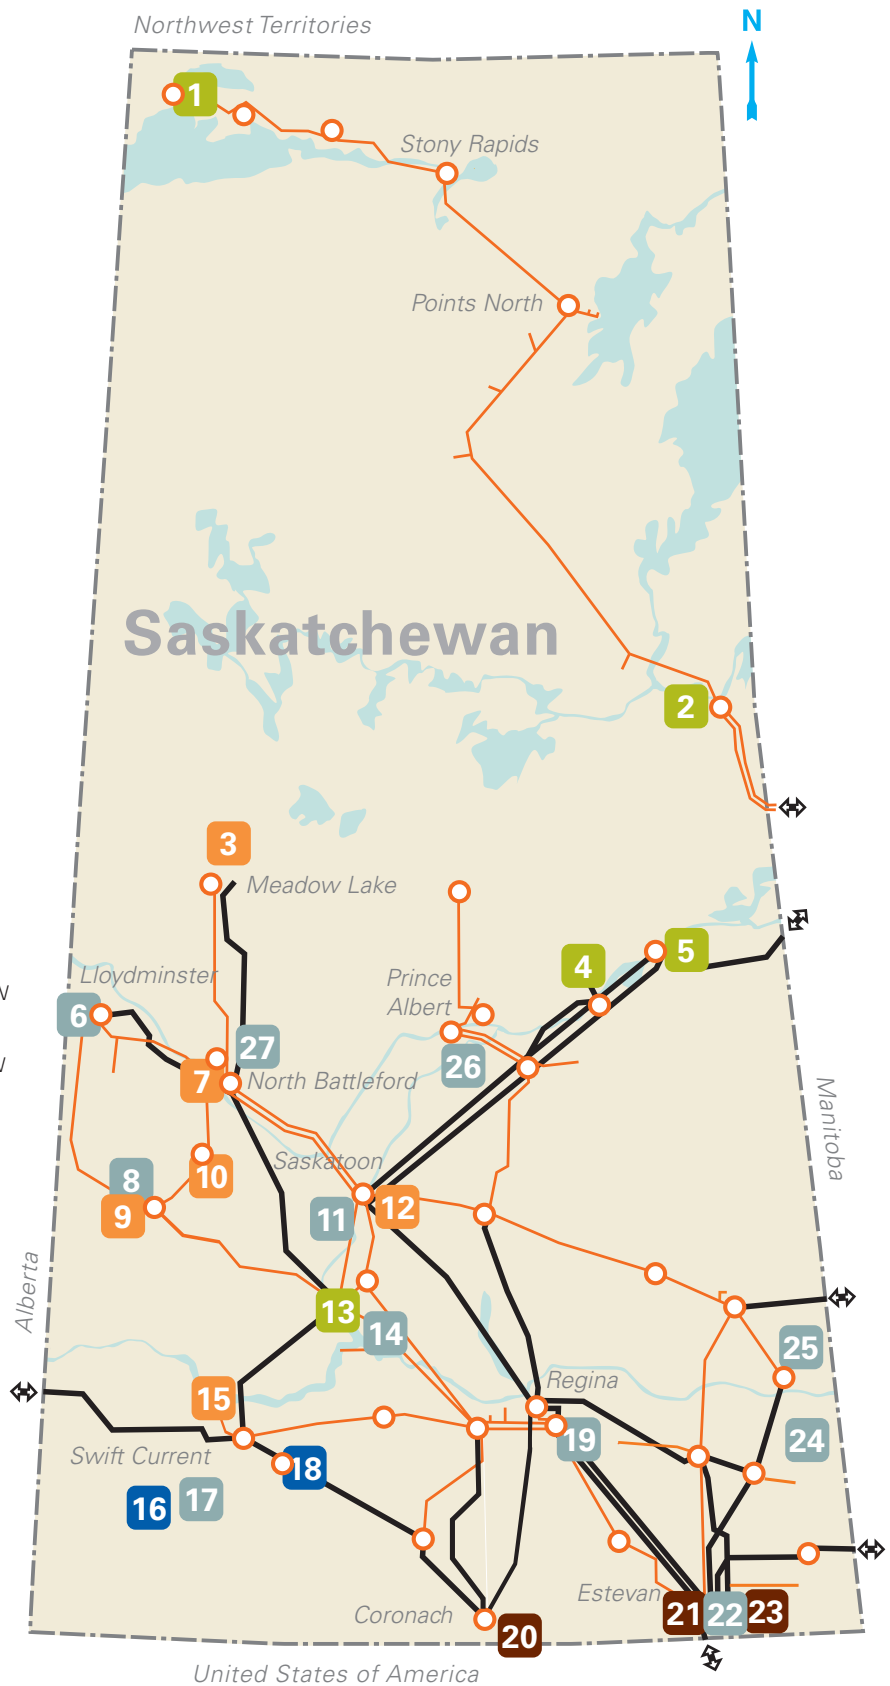 Northwest Territories
N
1
Stony Rapids
Points North
Saskatchewan
2
3
Meadow Lake
5
4
Lloydminster
Prince
Albert
N
6
27
26
N
7
North Battleford
Manitoba
Saskatoon
8
10
9
11
12
Alberta
13
14
25
Regina
15
19
24
Swift Current
18
16
17
Estevan
21
22
23
Coronach
20
United States of America